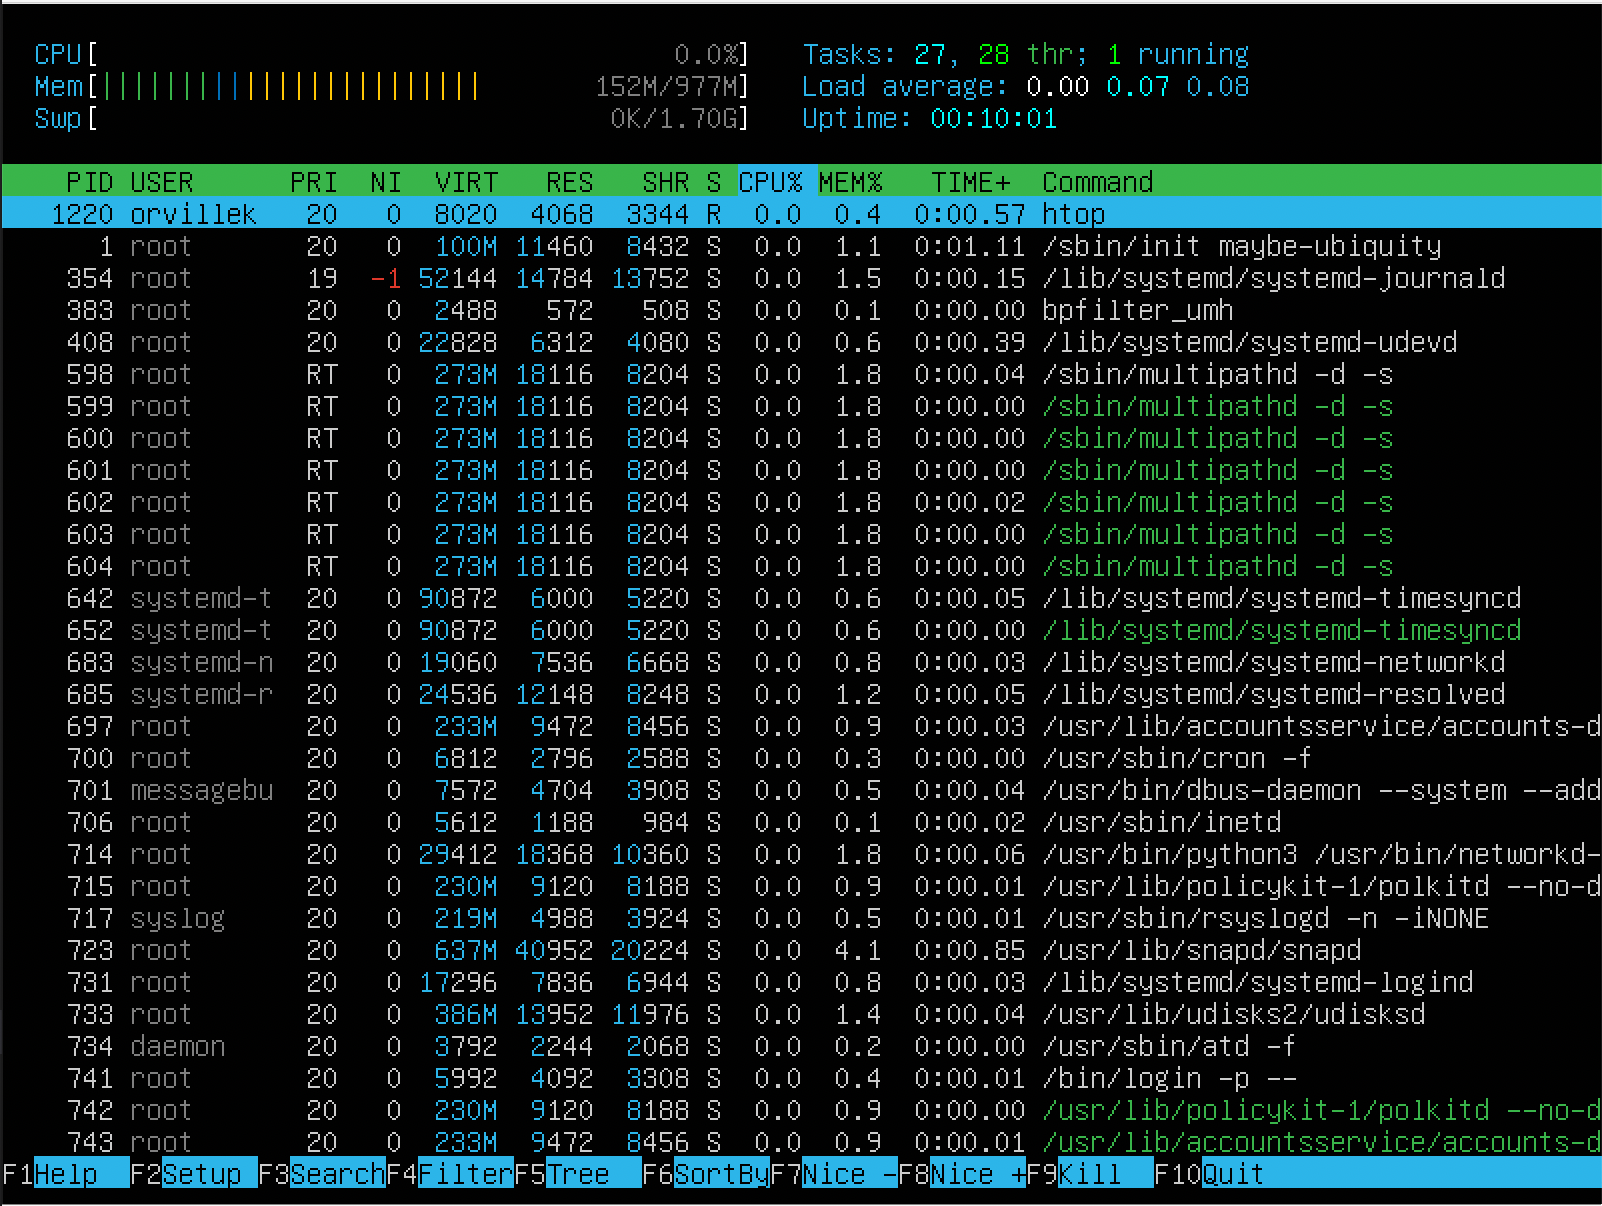 CPU[ 0.0%] Tasks: 27, 28 thr; 1 running
Mem[|||||||||||||||||||||||| 152M/977M] Load average: 0.00 0.07 0.08
Swp[ 0K/1.70G] Uptime: 00:10:01
PID USER PRI NI VIRT RES SHR S CPU% MEM% TIME+ Command
1220 orvillek 20 0 8020 4068 3344 R 0.0 0.4 0:00.57 htop
1 root 20 0 100M 11460 8432 S 0.0 1.1 0:01.11 /sbin/init maybe-ubiquity
354 root 19 -1 52144 14784 13752 S 0.0 1.5 0:00.15 /lib/systemd/systemd-journald
383 root 20 0 2488 572 508 S 0.0 0.1 0:00.00 bpfilter_umh
408 root 20 0 22828 6312 4080 S 0.0 0.6 0:00.39 /lib/systemd/systemd-udevd
598 root RT 0 273M 18116 8204 S 0.0 1.8 0:00.04 /sbin/multipathd -d -s
599 root RT 0 273M 18116 8204 S 0.0 1.8 0:00.00 /sbin/multipathd -d -s
600 root RT 0 273M 18116 8204 S 0.0 1.8 0:00.00 /sbin/multipathd -d -s
601 root RT 0 273M 18116 8204 S 0.0 1.8 0:00.00 /sbin/multipathd -d -s
602 root RT 0 273M 18116 8204 S 0.0 1.8 0:00.02 /sbin/multipathd -d -s
603 root RT 0 273M 18116 8204 S 0.0 1.8 0:00.00 /sbin/multipathd -d -s
604 root RT 0 273M 18116 8204 S 0.0 1.8 0:00.00 /sbin/multipathd -d -s
642 systemd-t 20 0 90872 6000 5220 S 0.0 0.6 0:00.05 /lib/systemd/systemd-timesyncd
652 systemd-t 20 0 90872 6000 5220 S 0.0 0.6 0:00.00 /lib/systemd/systemd-timesyncd
683 systemd-n 20 0 19060 7536 6668 S 0.0 0.8 0:00.03 /lib/systemd/systemd-networkd
685 systemd-r 20 0 24536 12148 8248 S 0.0 1.2 0:00.05 /lib/systemd/systemd-resolved
697 root 20 0 233M 9472 8456 S 0.0 0.9 0:00.03 /usr/lib/accountsservice/accounts-d
700 root 20 0 6812 2796 2588 S 0.0 0.3 0:00.00 /usr/sbin/cron -f
701 messagebu 20 0 7572 4704 3908 S 0.0 0.5 0:00.04 /usr/bin/dbus-daemon --system --add
706 root 20 0 5612 1188 984 S 0.0 0.1 0:00.02 /usr/sbin/inetd
714 root 20 0 29412 18368 10360 S 0.0 1.8 0:00.06 /usr/bin/python3 /usr/bin/networkd-
715 root 20 0 230M 9120 8188 S 0.0 0.9 0:00.01 /usr/lib/policykit-1/polkitd --no-d
717 syslog 20 0 219M 4988 3924 S 0.0 0.5 0:00.01 /usr/sbin/rsyslogd -n -iNONE
723 root 20 0 637M 40952 20224 S 0.0 4.1 0:00.85 /usr/lib/snapd/snapd
731 root 20 0 17296 7836 6944 S 0.0 0.8 0:00.03 /lib/systemd/systemd-logind
733 root 20 0 386M 13952 11976 S 0.0 1.4 0:00.04 /usr/lib/udisks2/udisksd
734 daemon 20 0 3792 2244 2068 S 0.0 0.2 0:00.00 /usr/sbin/atd -f
741 root 20 0 5992 4092 3308 S 0.0 0.4 0:00.01 /bin/login -p --
742 root 20 0 230M 9120 8188 S 0.0 0.9 0:00.00 /usr/lib/policykit-1/polkitd --no-d
743 root 20 0 233M 9472 8456 S 0.0 0.9 0:00.01 /usr/lib/accountsservice/accounts-d
F1Help F2Setup F3SearchF4FilterF5Tree F6SortByF7Nice -F8Nice +F9Kill F10Quit